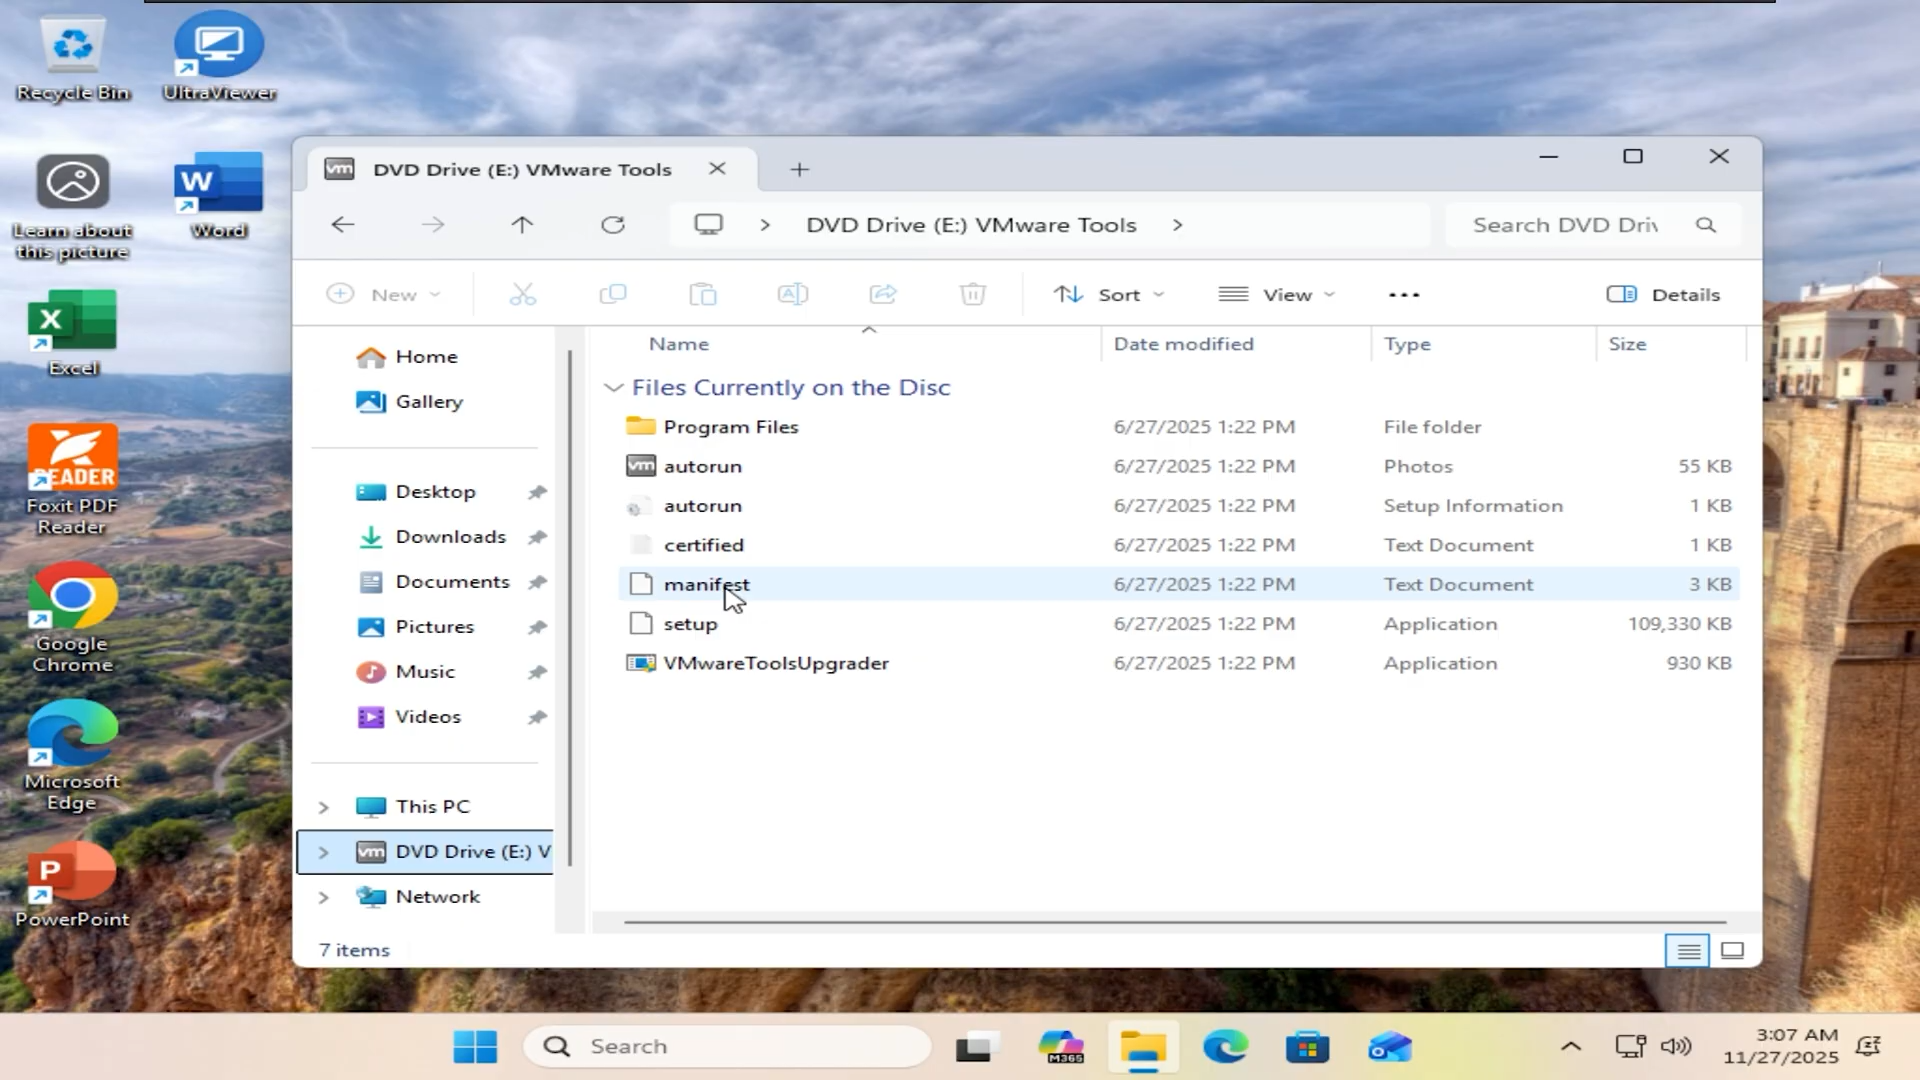 Recycle Bin
UltraViewer
Learn about
this picture
Word
Excel
READER
Foxit PDF
Reader
Google
Chrome
Microsoft
Edge
PowerPoint
vm DVD Drive (E:) VMware Tools
DVD Drive (E:) VMware Tools
Search DVD Driv
New
Sort
View
Details
Home
Gallery
Desktop
Downloads
Documents
Pictures
Music
Videos
This PC
vm DVD Drive (E:) V
Network
Name Date modified Type Size
Files Currently on the Disc
Program Files 6/27/2025 1:22 PM File folder
vm autorun 6/27/2025 1:22 PM Photos 55 KB
autorun 6/27/2025 1:22 PM Setup Information 1 KB
certified 6/27/2025 1:22 PM Text Document 1 KB
manifest 6/27/2025 1:22 PM Text Document 3 KB
setup 6/27/2025 1:22 PM Application 109,330 KB
VMwareToolsUpgrader 6/27/2025 1:22 PM Application 930 KB
7 items
Search
M365
3:07 AM
11/27/2025